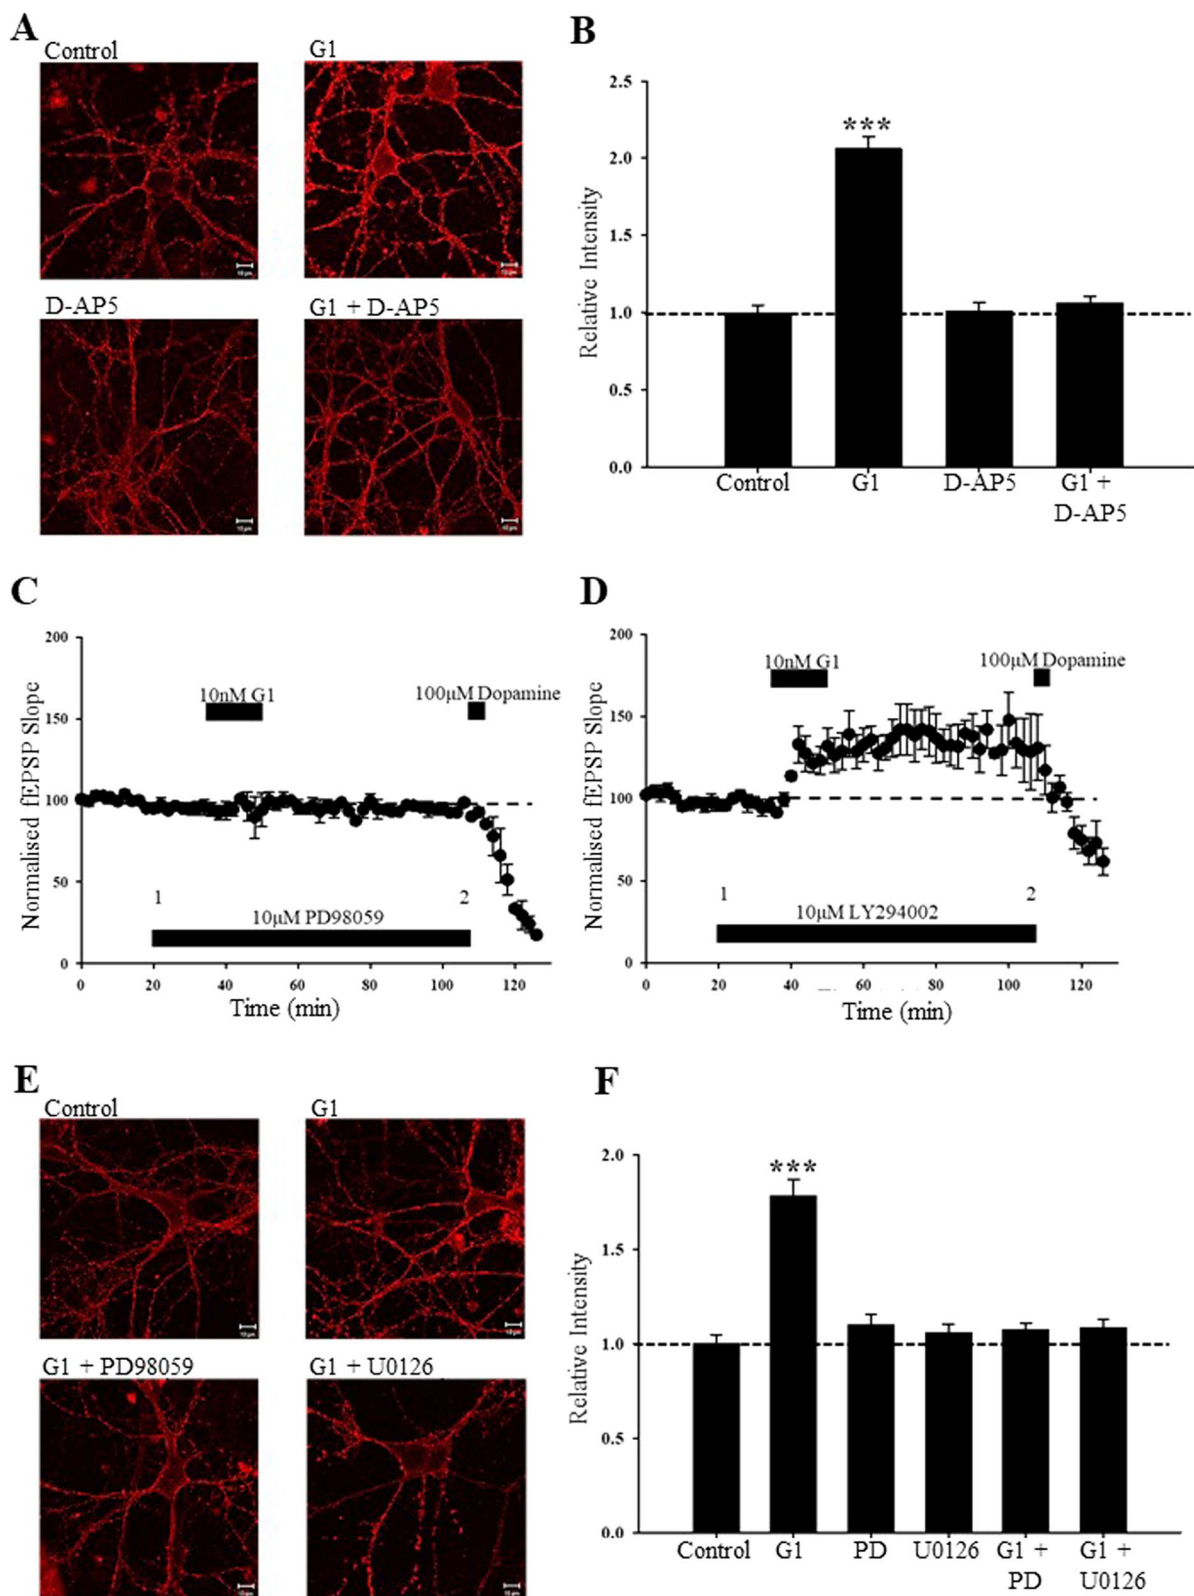 A
Control
G1
D-AP5
G1 + D-AP5
B
Relative Intensity
2.5
2.0
1.5
1.0
0.5
0.0
***
Control
G1
D-AP5
G1 +
D-AP5
C
Normalised fEPSP Slope
200
150
100
50
0
10nM G1
100μM Dopamine
1
2
10μM PD98059
0
20
40
60
80
100
120
Time (min)
D
Normalised fEPSP Slope
200
150
100
50
0
10nM G1
100μM Dopamine
1
2
10μM LY294002
0
20
40
60
80
100
120
Time (min)
E
Control
G1
G1 + PD98059
G1 + U0126
F
Relative Intensity
2.0
1.5
1.0
0.5
0.0
***
Control
G1
PD
U0126
G1 +
PD
G1 +
U0126